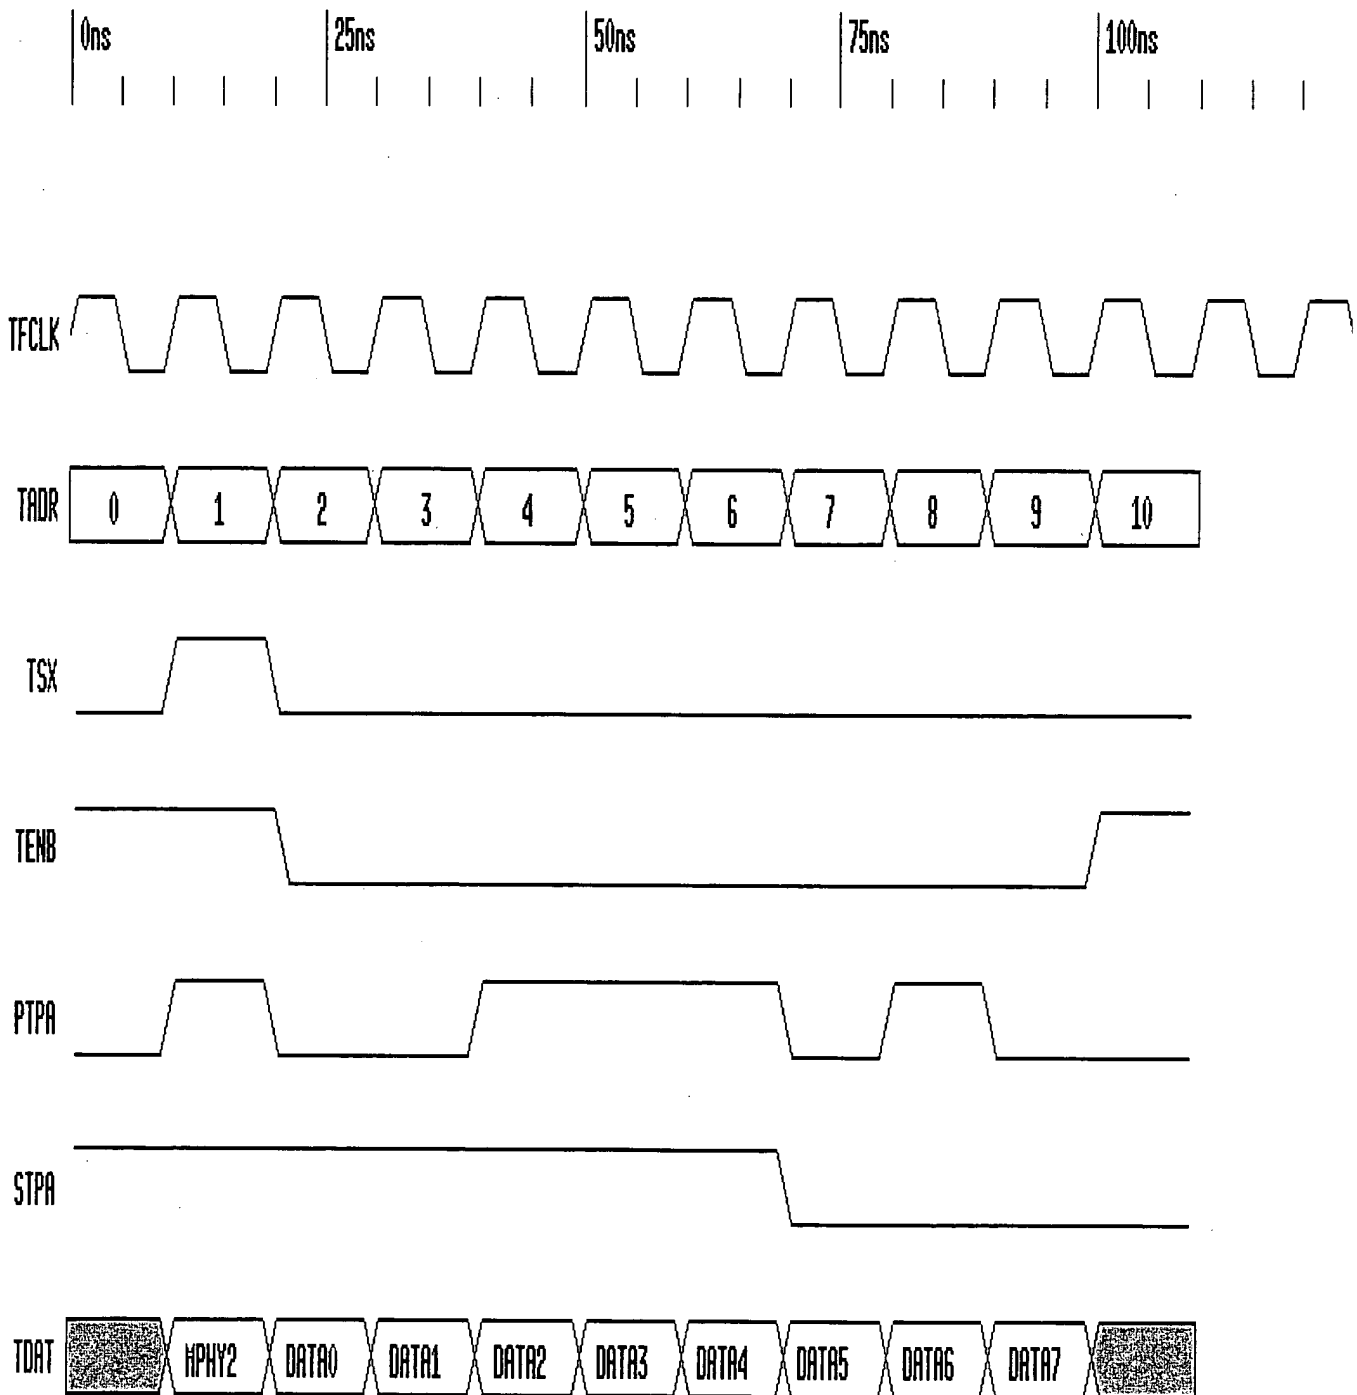 0ns 25ns 50ns 75ns 100ns
TFCLK
TADR 0 1 2 3 4 5 6 7 8 9 10
TSX
TENB
PTPA
STPA
TDAT MPHY2 DATA0 DATA1 DATA2 DATA3 DATA4 DATA5 DATA6 DATA7